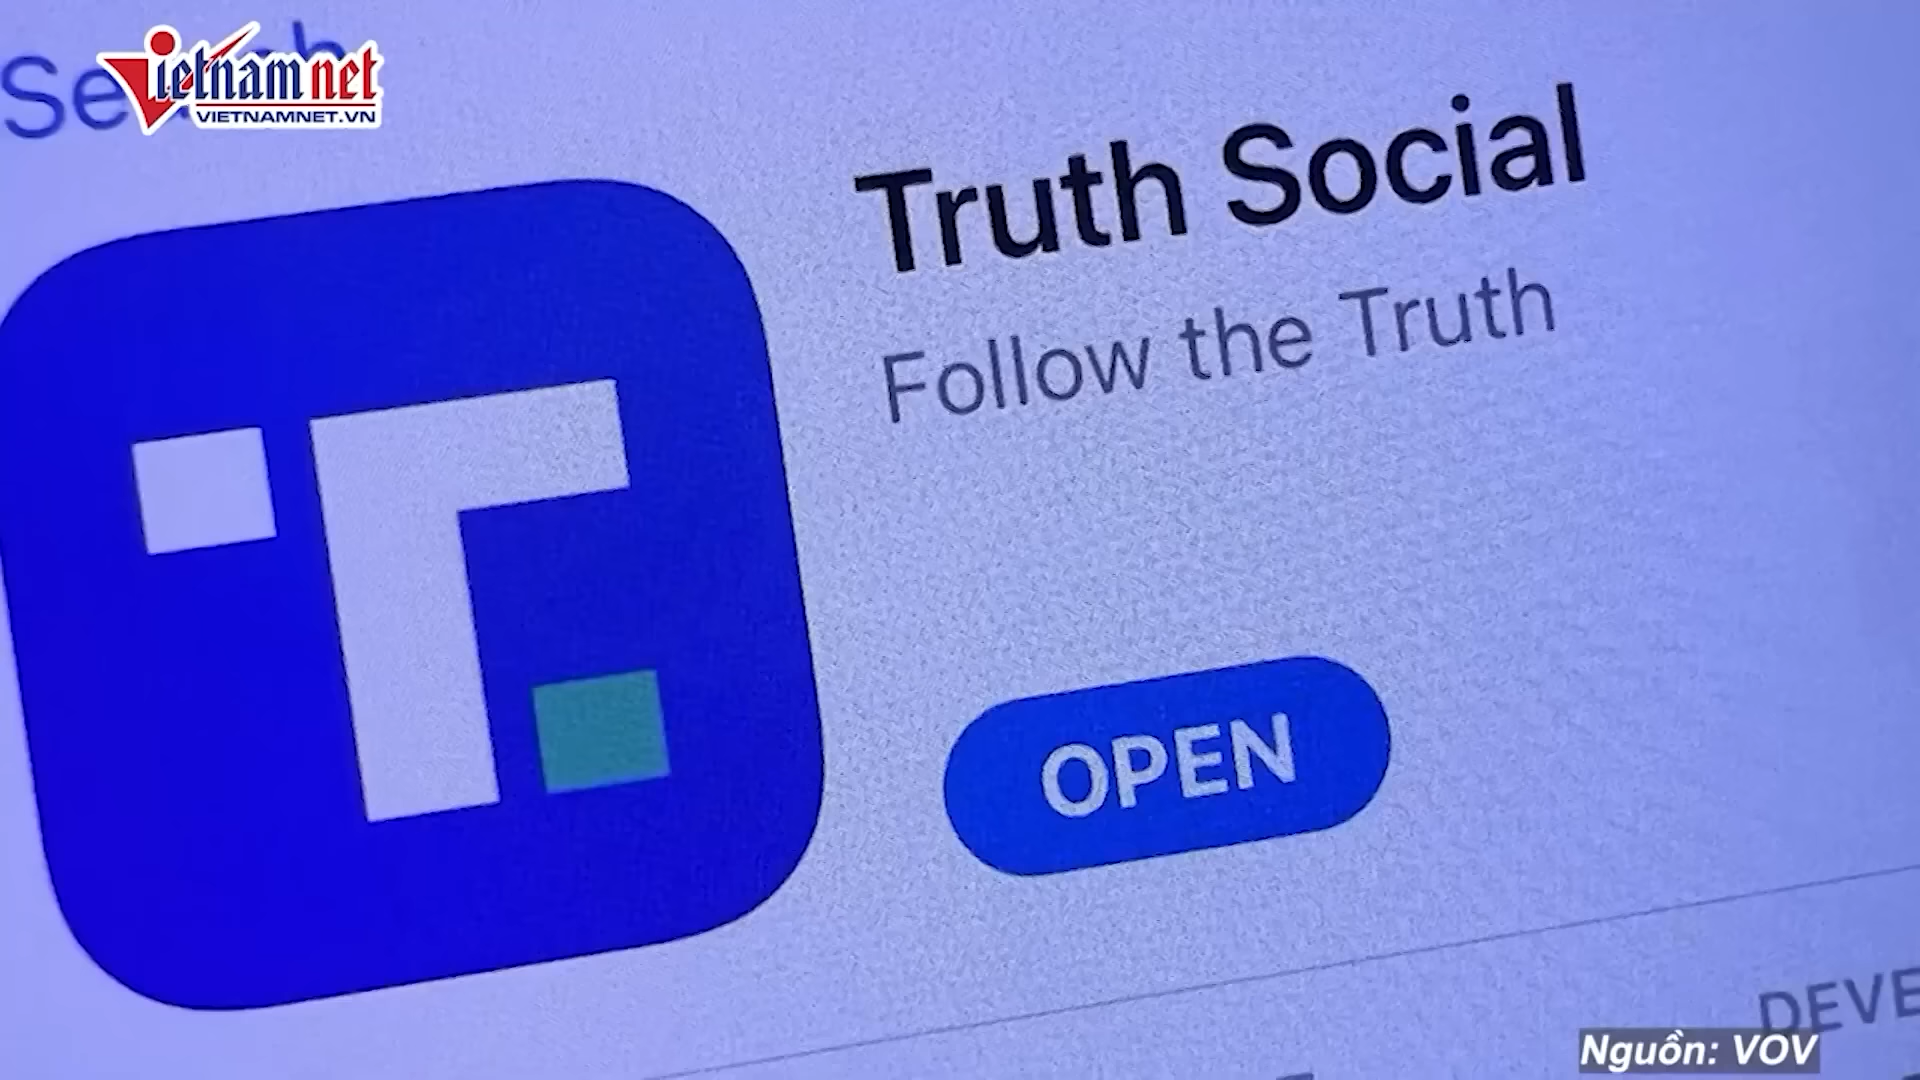 Vietnamnet
VIETNAMNET.VN
Truth Social
Follow the Truth
OPEN
Nguồn: VOV